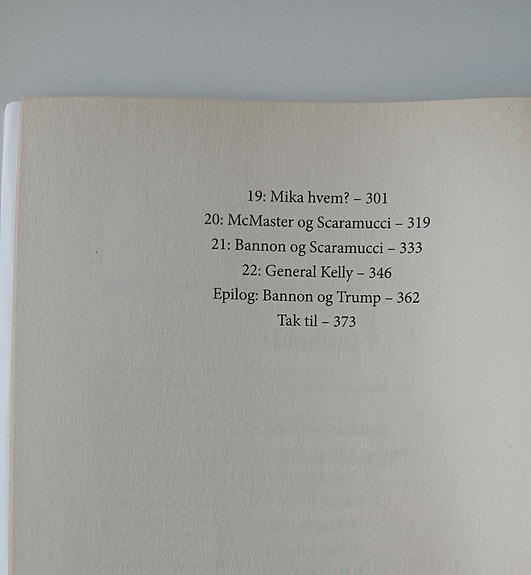 19: Mika hvem? – 301
20: McMaster og Scaramucci – 319
21: Bannon og Scaramucci – 333
22: General Kelly – 346
Epilog: Bannon og Trump – 362
Tak til – 373